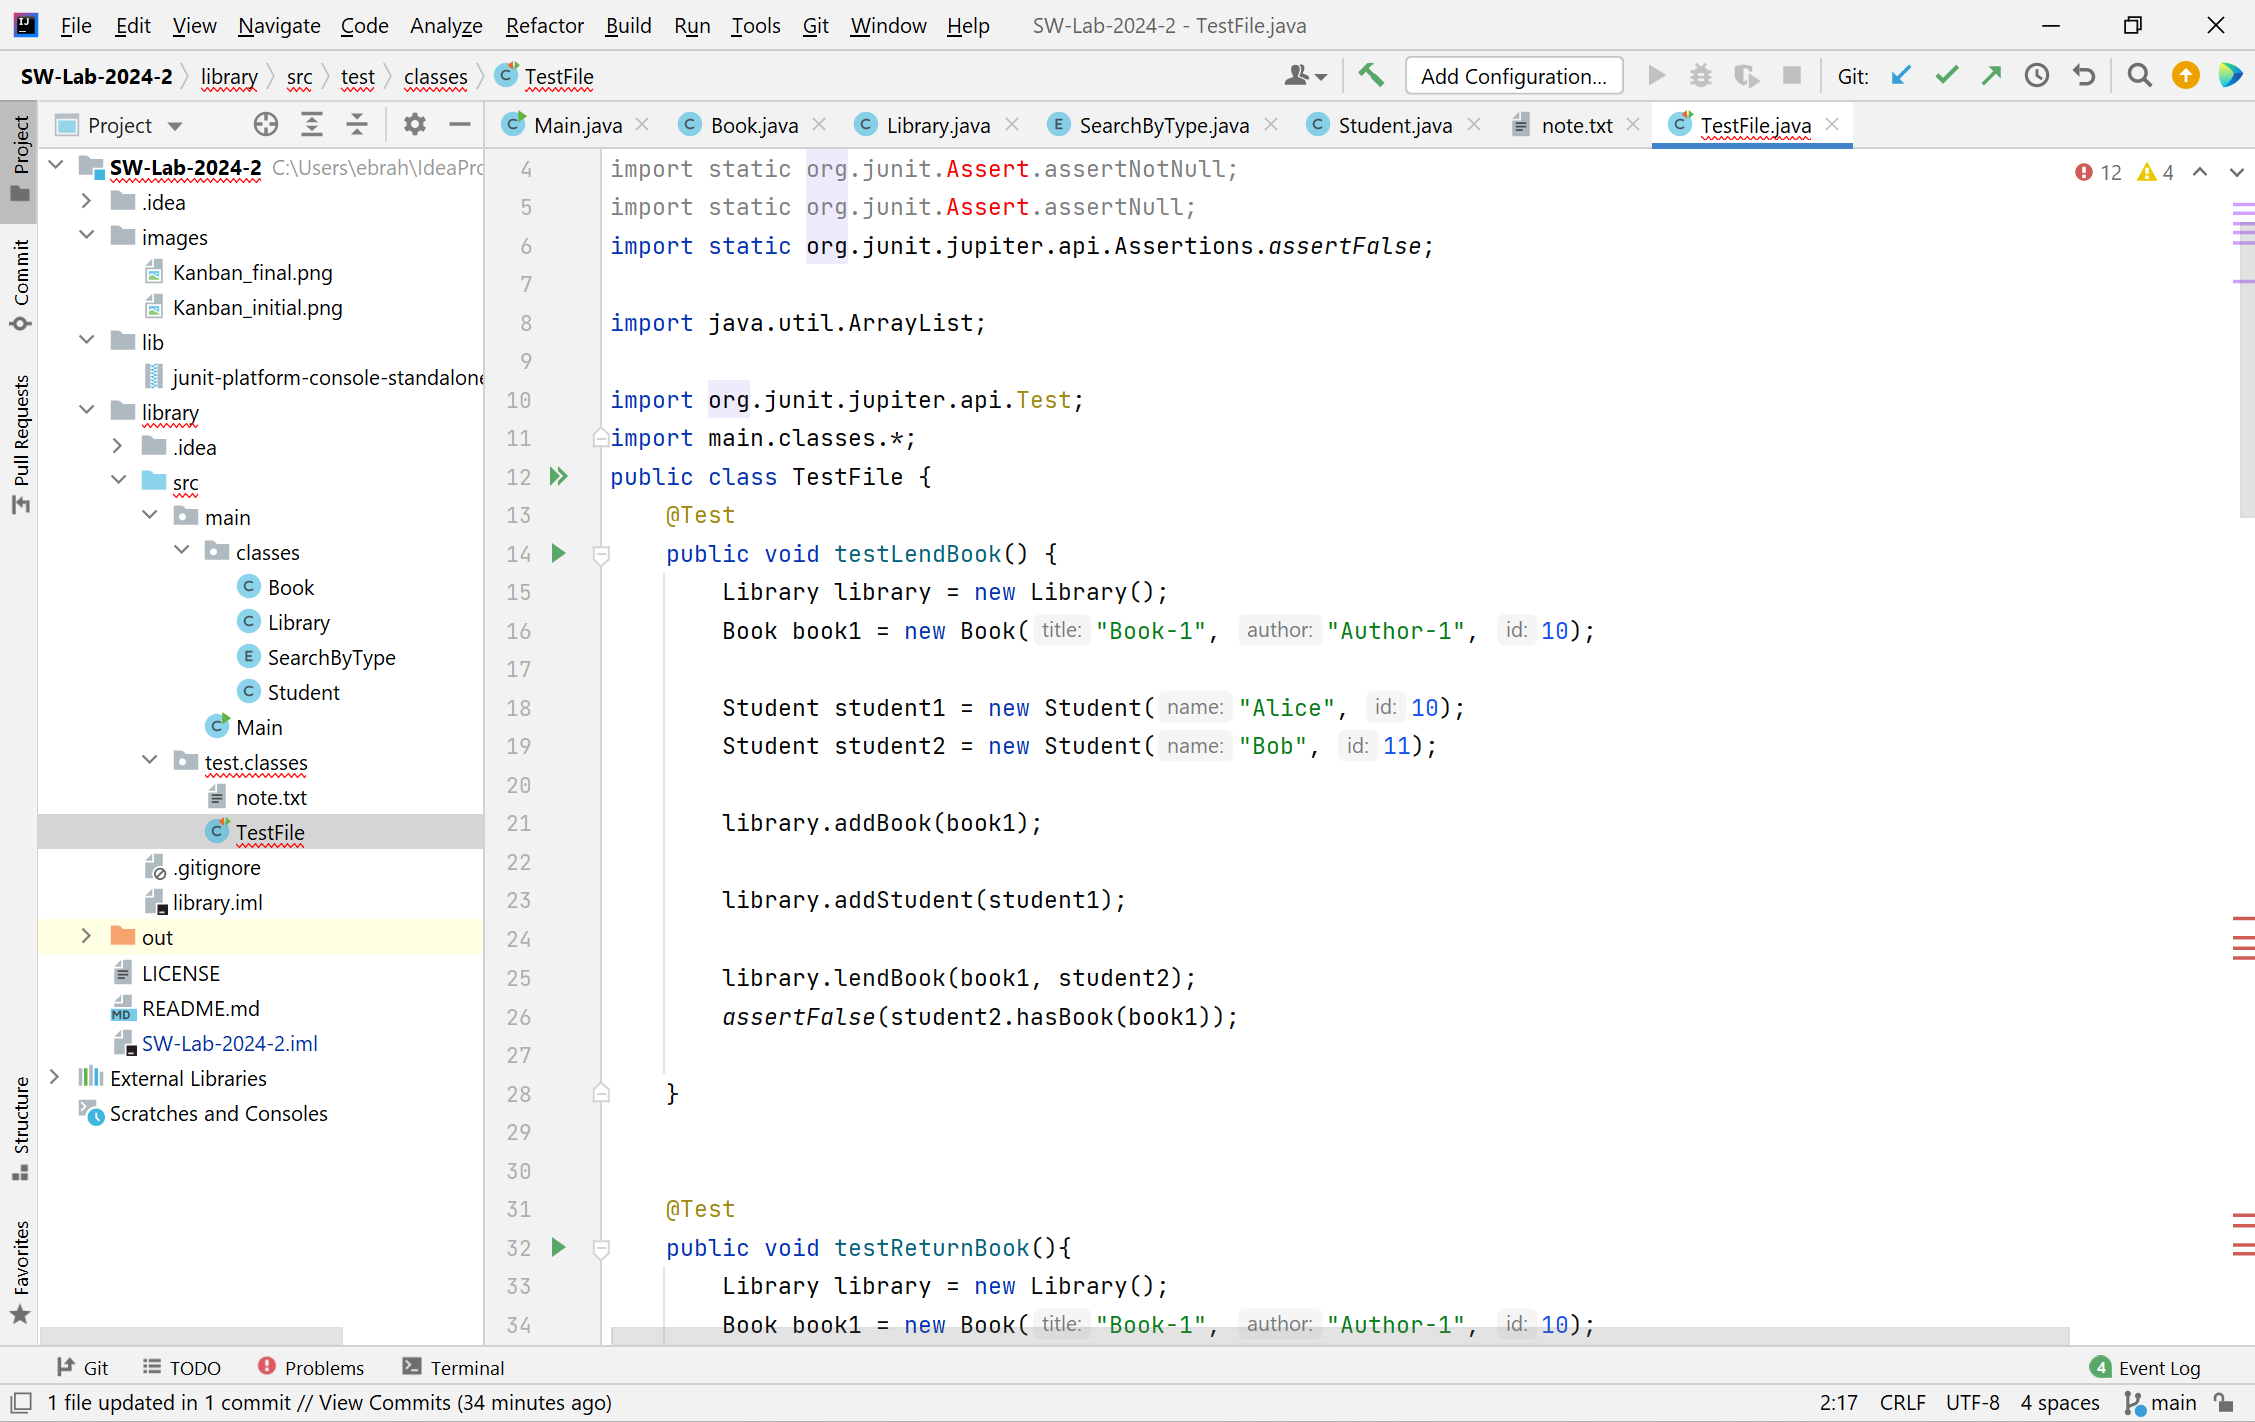 File Edit View Navigate Code Analyze Refactor Build Run Tools Git Window Help SW-Lab-2024-2 - TestFile.java
SW-Lab-2024-2 library src test classes TestFile Add Configuration... Git:
Project
Main.java Book.java Library.java SearchByType.java Student.java note.txt TestFile.java
Project
Commit
Pull Requests
Structure
Favorites
SW-Lab-2024-2 C:\Users\ebrah\IdeaPro
.idea
images
Kanban_final.png
Kanban_initial.png
lib
junit-platform-console-standalone
library
.idea
src
main
classes
Book
Library
SearchByType
Student
Main
test.classes
note.txt
TestFile
.gitignore
library.iml
out
LICENSE
README.md
SW-Lab-2024-2.iml
External Libraries
Scratches and Consoles
12 4
4 import static org.junit.Assert.assertNotNull;
5 import static org.junit.Assert.assertNull;
6 import static org.junit.jupiter.api.Assertions.assertFalse;
7
8 import java.util.ArrayList;
9
10 import org.junit.jupiter.api.Test;
11 import main.classes.*;
12 public class TestFile {
13 @Test
14 public void testLendBook() {
15 Library library = new Library();
16 Book book1 = new Book( title: "Book-1", author: "Author-1", id: 10);
17
18 Student student1 = new Student( name: "Alice", id: 10);
19 Student student2 = new Student( name: "Bob", id: 11);
20
21 library.addBook(book1);
22
23 library.addStudent(student1);
24
25 library.lendBook(book1, student2);
26 assertFalse(student2.hasBook(book1));
27
28 }
29
30
31 @Test
32 public void testReturnBook(){
33 Library library = new Library();
34 Book book1 = new Book( title: "Book-1", author: "Author-1", id: 10);
Git TODO Problems Terminal 4 Event Log
1 file updated in 1 commit // View Commits (34 minutes ago) 2:17 CRLF UTF-8 4 spaces main